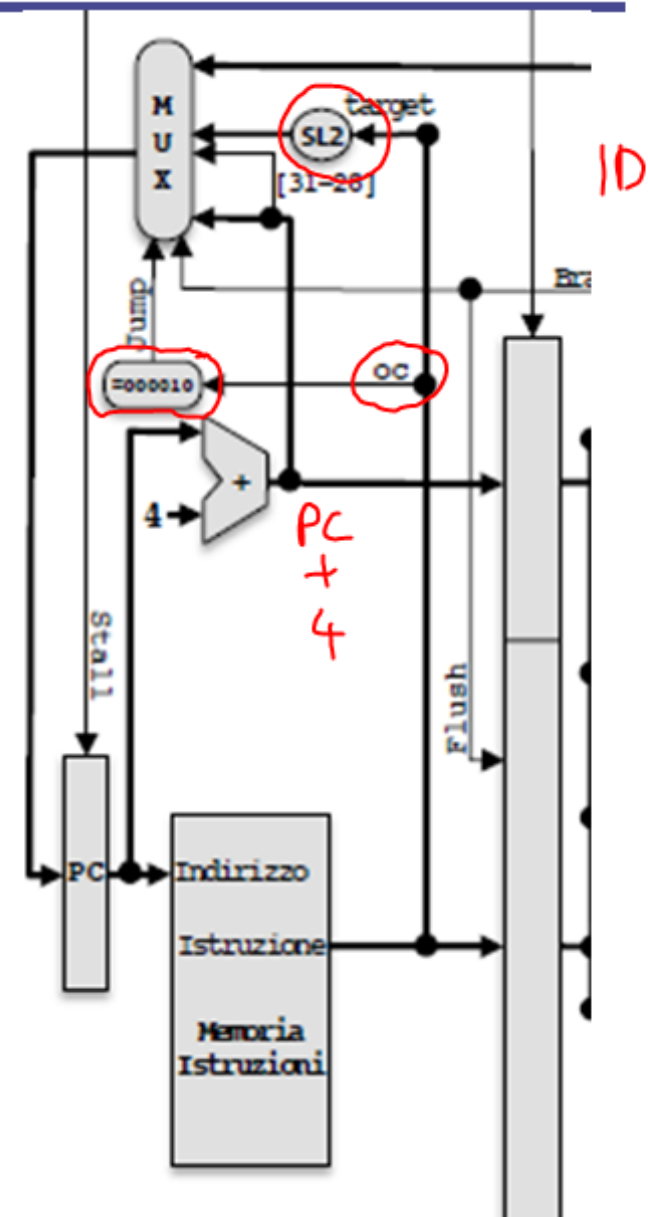 M
U
X
target
SL2
[31-28]
ID
Bra
Jump
=000010
OC
+
4
PC
+
4
Stall
Flush
PC
Indirizzo
Istruzione
Memoria
Istruzioni